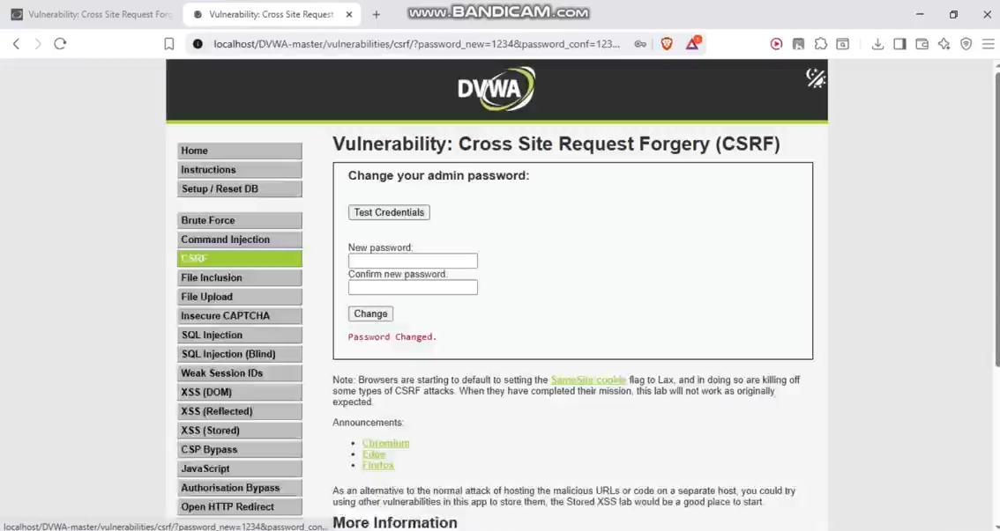 Vulnerability: Cross Site Request Forg
Vulnerability: Cross Site Request
www.BANDICAM.com
localhost/DVWA-master/vulnerabilities/csrf/?password_new=1234&password_conf=123...
DVWA
Home
Instructions
Setup / Reset DB
Brute Force
Command Injection
CSRF
File Inclusion
File Upload
Insecure CAPTCHA
SQL Injection
SQL Injection (Blind)
Weak Session IDs
XSS (DOM)
XSS (Reflected)
XSS (Stored)
CSP Bypass
JavaScript
Authorisation Bypass
Open HTTP Redirect
Vulnerability: Cross Site Request Forgery (CSRF)
Change your admin password:
Test Credentials
New password:
Confirm new password:
Change
Password Changed.
Note: Browsers are starting to default to setting the SameSite cookie flag to Lax, and in doing so are killing off
some types of CSRF attacks. When they have completed their mission, this lab will not work as originally
expected.
Announcements:
• Chromium
• Edge
• Firefox
As an alternative to the normal attack of hosting the malicious URLs or code on a separate host, you could try
using other vulnerabilities in this app to store them, the Stored XSS lab would be a good place to start.
More Information
localhost/DVWA-master/vulnerabilities/csrf/?password_new=1234&password_con...